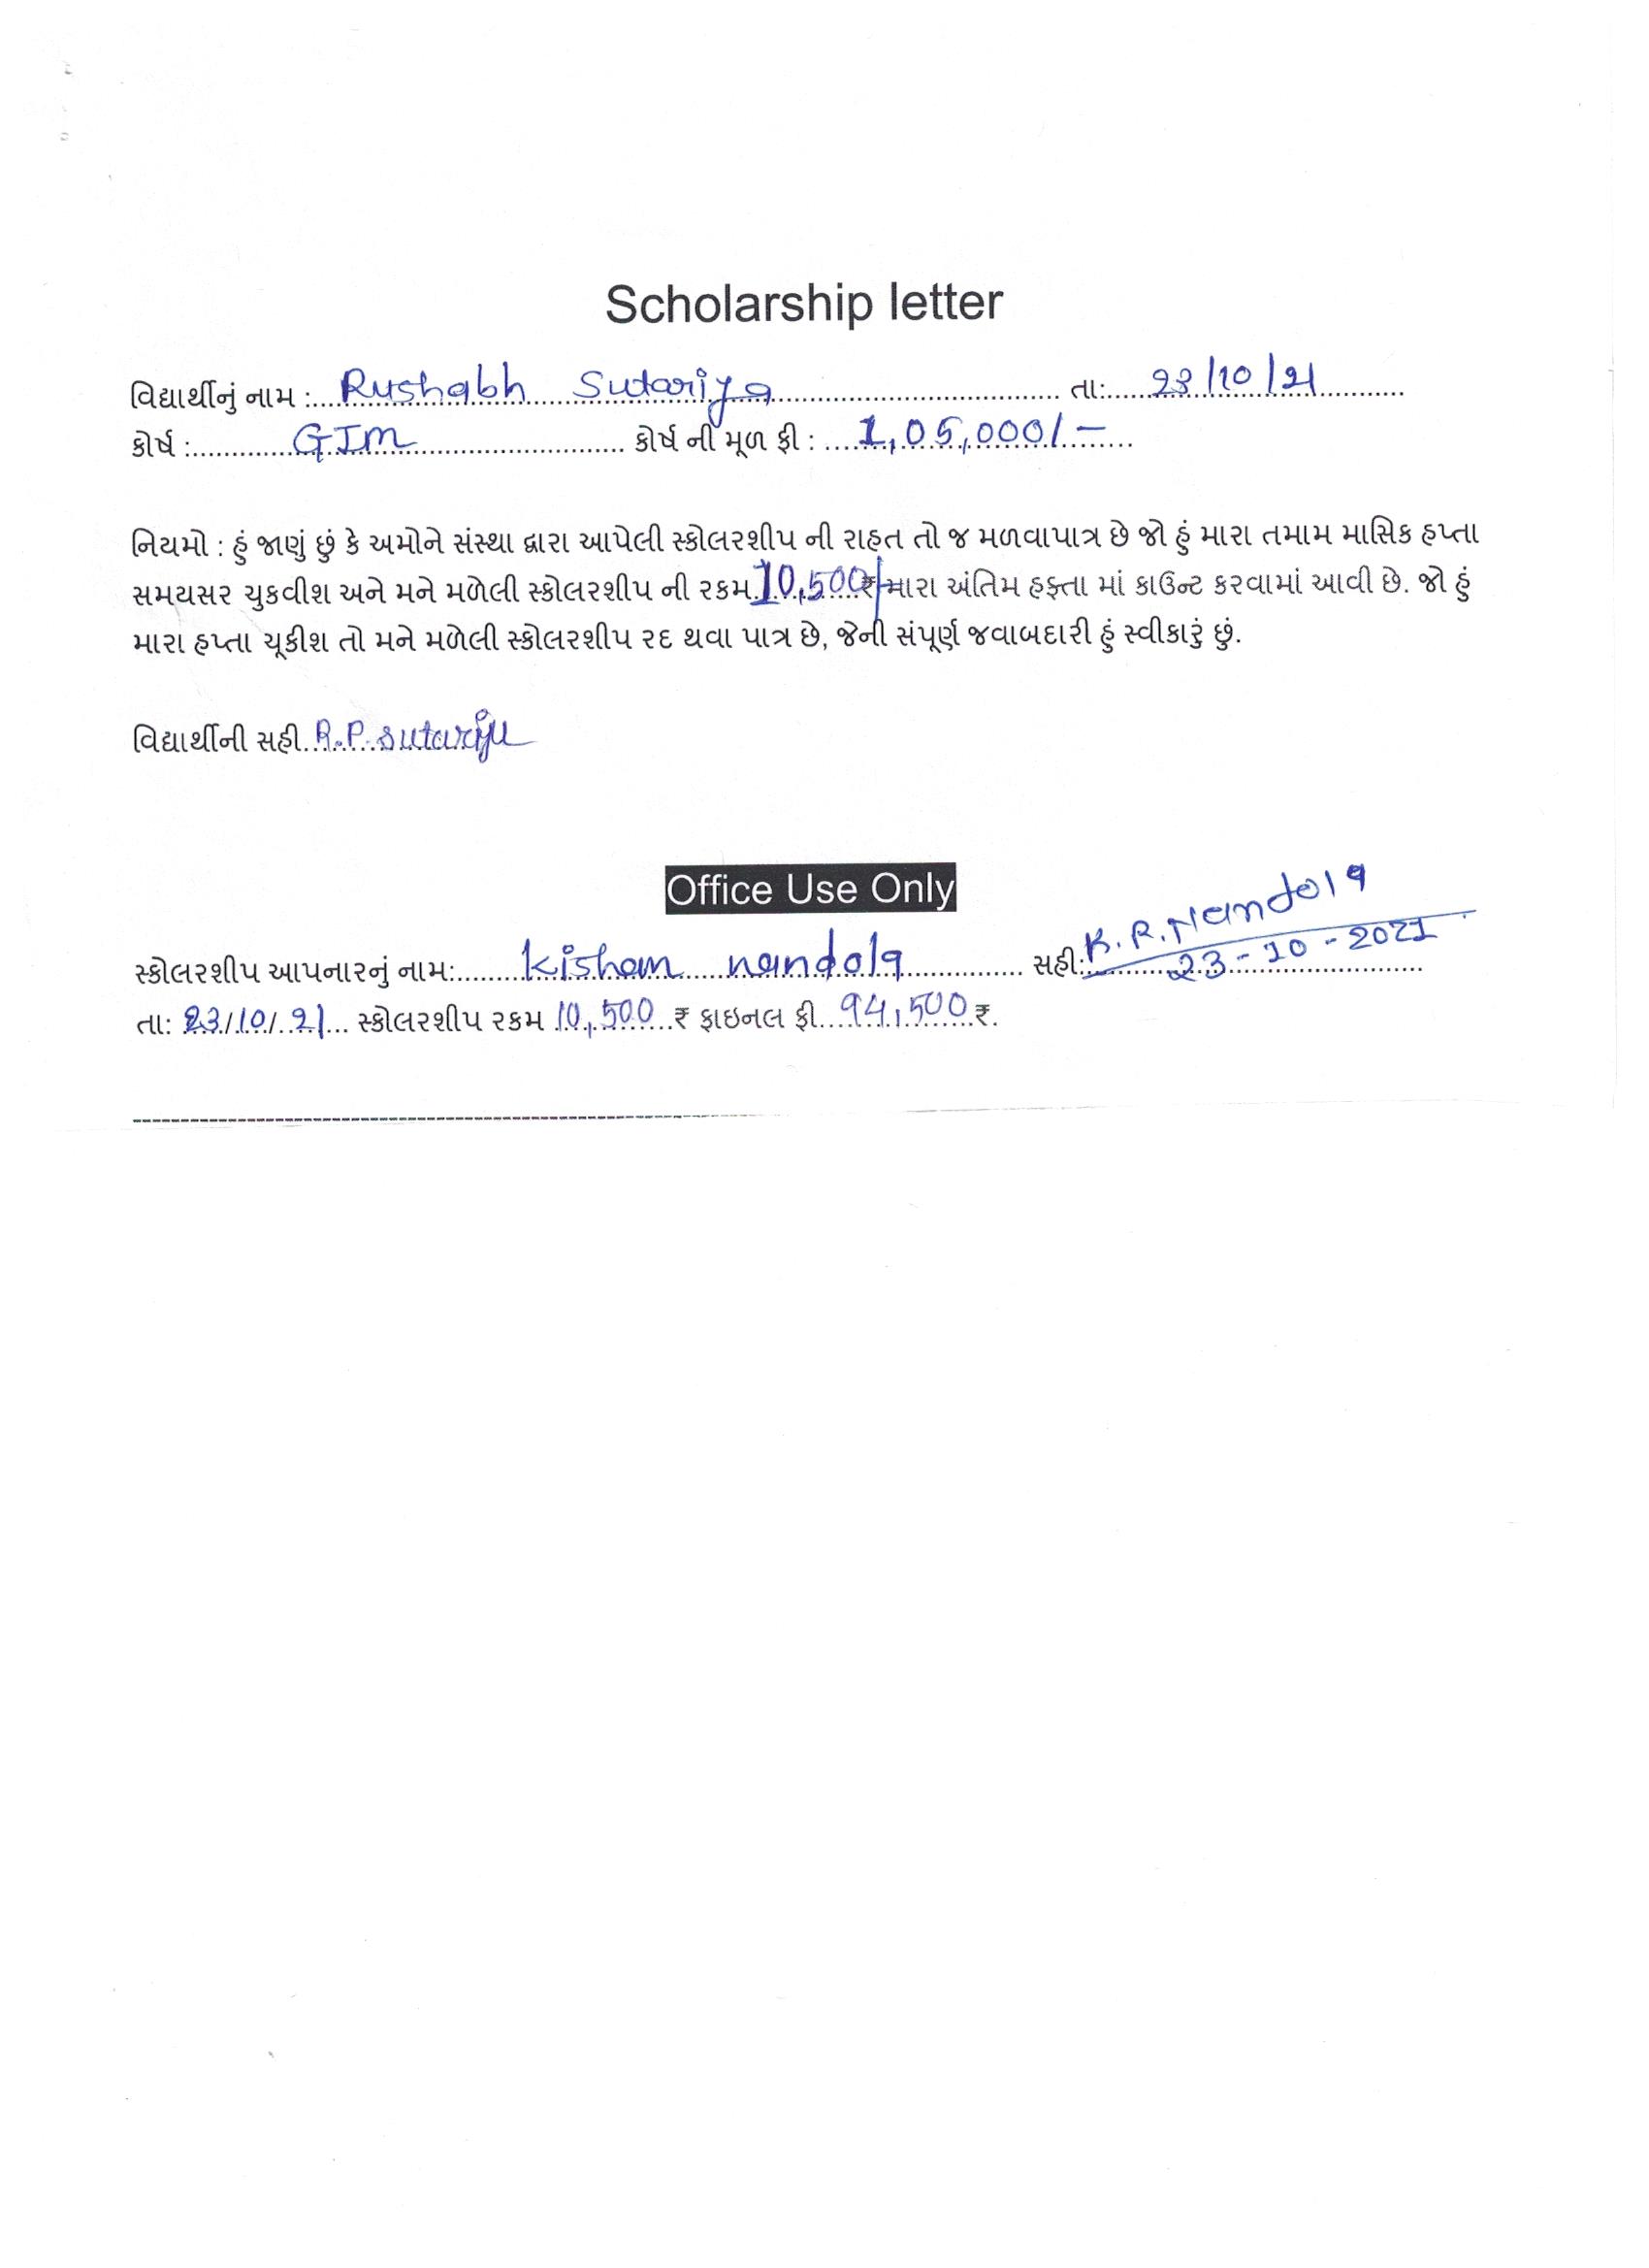 Scholarship letter
વિદ્યાર્થીનું નામ : Rushabh Sutariya તા: 23/10/21
કોર્ષ : GIM કોર્ષ ની મૂળ ફી : 1,05,000/-
નિયમો : હું જાણું છું કે અમોને સંસ્થા દ્વારા આપેલી સ્કોલરશીપ ની રાહત તો જ મળવાપાત્ર છે જો હું મારા તમામ માસિક હપ્તા
સમયસર ચુકવીશ અને મને મળેલી સ્કોલરશીપ ની રકમ 10,500 ₹ મારા અંતિમ હફ્તા માં કાઉન્ટ કરવામાં આવી છે. જો હું
મારા હપ્તા ચૂકીશ તો મને મળેલી સ્કોલરશીપ રદ થવા પાત્ર છે, જેની સંપૂર્ણ જવાબદારી હું સ્વીકારું છું.
વિદ્યાર્થીની સહી R.P.
Office Use Only
સ્કોલરશીપ આપનારનું નામ: nandola સહી: K.R.Nandola
23-10-2021
તા: 23/10/21 સ્કોલરશીપ રકમ 10,500 ₹ ફાઇનલ ફી 94,500 ₹.